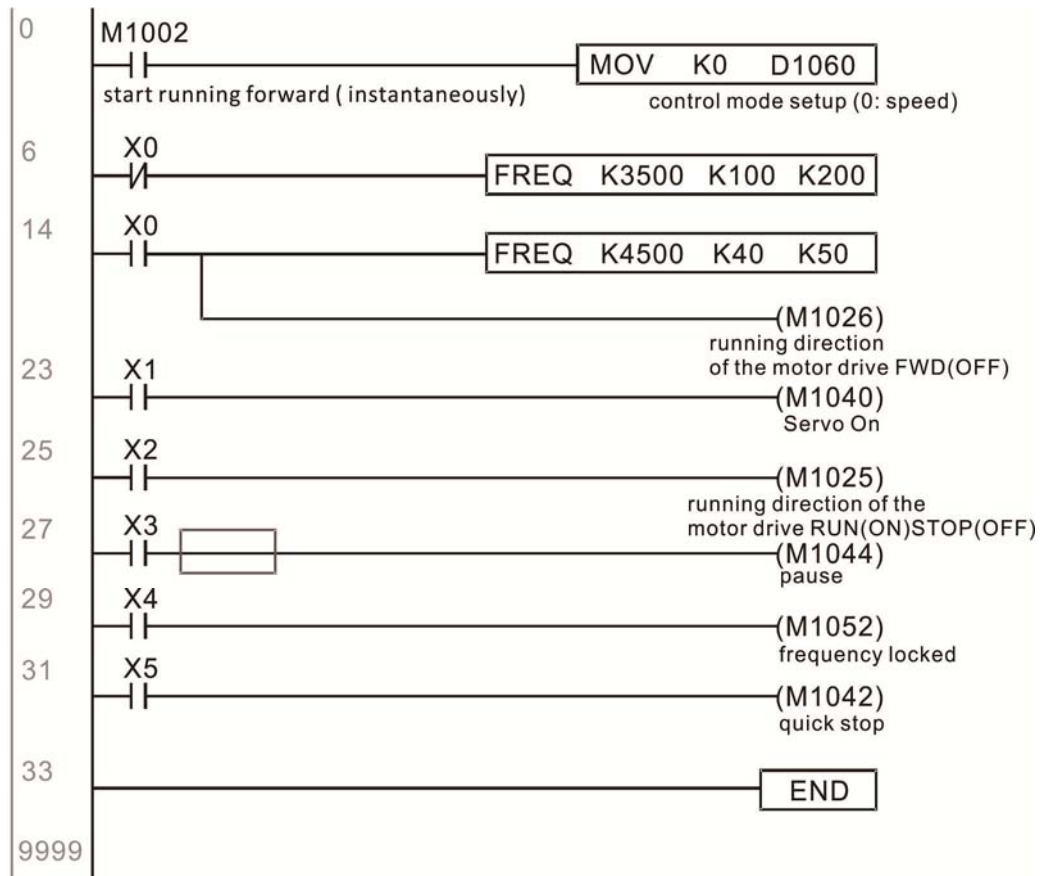 0
M1002
MOV K0 D1060
start running forward ( instantaneously)
control mode setup (0: speed)
6
X0
FREQ K3500 K100 K200
14
X0
FREQ K4500 K40 K50
(M1026)
running direction
of the motor drive FWD(OFF)
23
X1
(M1040)
Servo On
25
X2
(M1025)
running direction of the
motor drive RUN(ON)STOP(OFF)
27
X3
(M1044)
pause
29
X4
(M1052)
frequency locked
31
X5
(M1042)
quick stop
33
END
9999